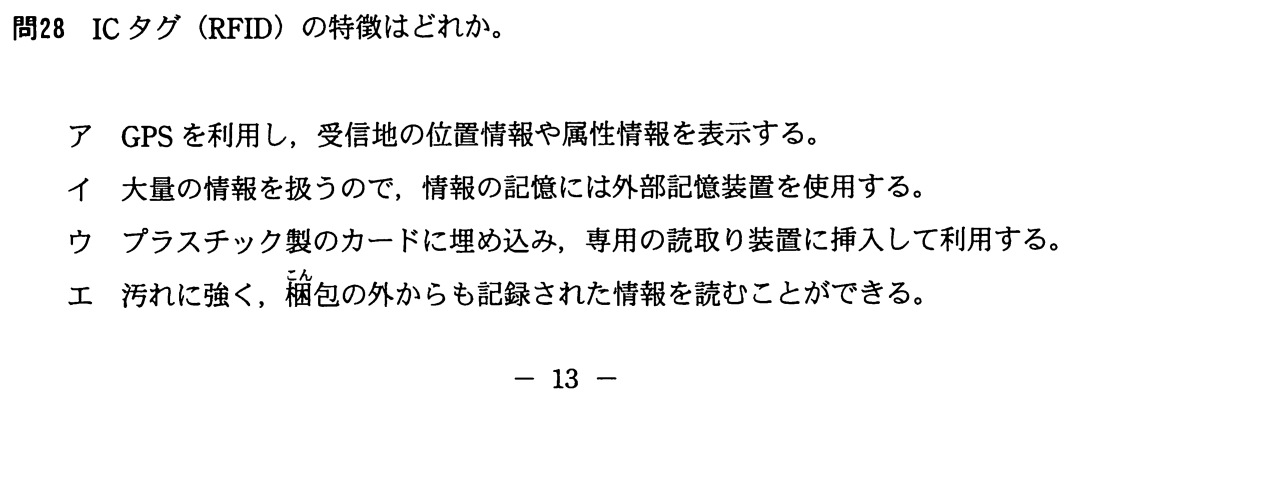 問28 ICタグ（RFID）の特徴はどれか。
ア GPSを利用し，受信地の位置情報や属性情報を表示する。
イ 大量の情報を扱うので，情報の記憶には外部記憶装置を使用する。
ウ プラスチック製のカードに埋め込み，専用の読取り装置に挿入して利用する。
こん
エ 汚れに強く，梱包の外からも記録された情報を読むことができる。
－ 13 －